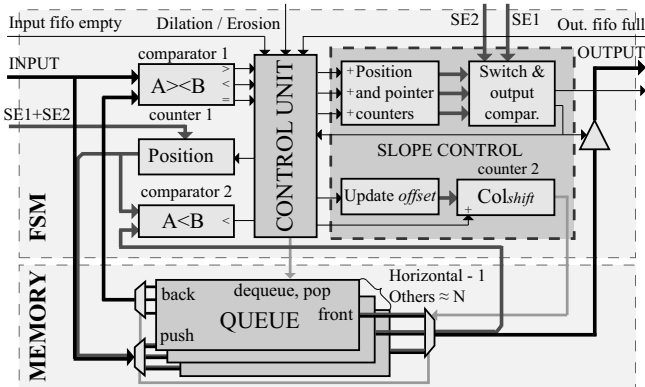 Input fifo empty
Dilation / Erosion
SE2
SE1
Out. fifo full
INPUT
OUTPUT
comparator 1
A><B
>
<
=
CONTROL UNIT
+Position
+and pointer
+counters
Switch &
output
compar.
SE1+SE2
counter 1
Position
SLOPE CONTROL
counter 2
comparator 2
A<B
<
Update offset
Colshift
+
FSM
MEMORY
Horizontal - 1
Others ≈ N
back
dequeue, pop
QUEUE
front
push